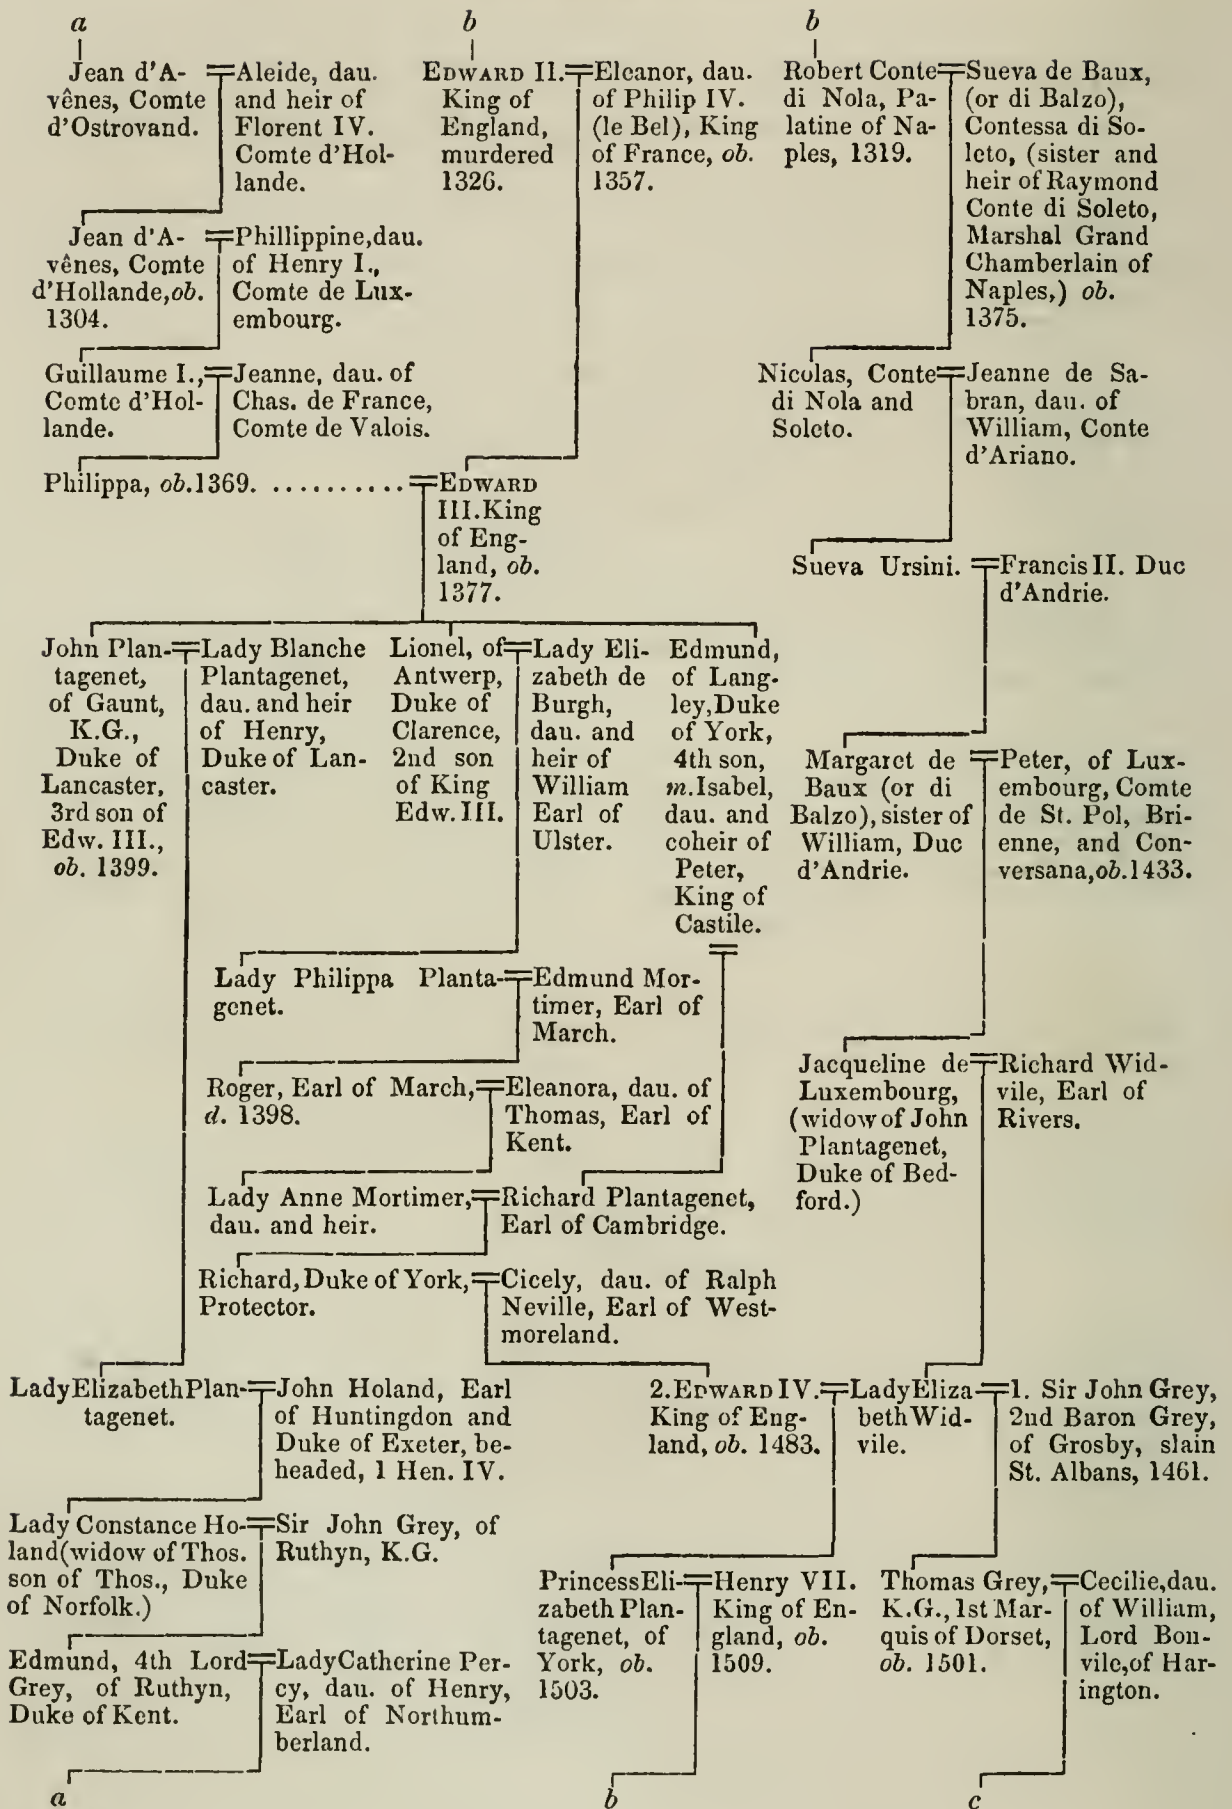 a
b
b
Jean d'A-
vênes, Comte
d'Ostrovand.
Aleide, dau.
and heir of
Florent IV.
Comte d'Hol-
lande.
EDWARD II.
King of
England,
murdered
1326.
Eleanor, dau.
of Philip IV.
(le Bel), King
of France, ob.
1357.
Robert Conte
di Nola, Pa-
latine of Na-
ples, 1319.
Sueva de Baux,
(or di Balzo),
Contessa di So-
leto, (sister and
heir of Raymond
Conte di Soleto,
Marshal Grand
Chamberlain of
Naples,) ob.
1375.
Jean d'A-
vênes, Comte
d'Hollande, ob.
1304.
Phillippine, dau.
of Henry I.,
Comte de Lux-
embourg.
Guillaume I.,
Comte d'Hol-
lande.
Jeanne, dau. of
Chas. de France,
Comte de Valois.
Nicolas, Conte
di Nola and
Soleto.
Jeanne de Sa-
bran, dau. of
William, Conte
d'Ariano.
Philippa, ob. 1369. ..........
EDWARD
III. King
of Eng-
land, ob.
1377.
Sueva Ursini.
Francis II. Duc
d'Andrie.
John Plan-
tagenet,
of Gaunt,
K.G.,
Duke of
Lancaster,
3rd son of
Edw. III.,
ob. 1399.
Lady Blanche
Plantagenet,
dau. and heir
of Henry,
Duke of Lan-
caster.
Lionel, of
Antwerp,
Duke of
Clarence,
2nd son
of King
Edw. III.
Lady Eli-
zabeth de
Burgh,
dau. and
heir of
William
Earl of
Ulster.
Edmund,
of Lang-
ley, Duke
of York,
4th son,
m. Isabel,
dau. and
coheir of
Peter,
King of
Castile.
Margaret de
Baux (or di
Balzo), sister of
William, Duc
d'Andrie.
Peter, of Lux-
embourg, Comte
de St. Pol, Bri-
enne, and Con-
versana, ob. 1433.
Lady Philippa Planta-
genet.
Edmund Mor-
timer, Earl of
March.
Roger, Earl of March,
d. 1398.
Eleanora, dau. of
Thomas, Earl of
Kent.
Jacqueline de
Luxembourg,
(widow of John
Plantagenet,
Duke of Bed-
ford.)
Richard Wid-
vile, Earl of
Rivers.
Lady Anne Mortimer,
dau. and heir.
Richard Plantagenet,
Earl of Cambridge.
Richard, Duke of York,
Protector.
Cicely, dau. of Ralph
Neville, Earl of West-
moreland.
Lady Elizabeth Plan-
tagenet.
John Holand, Earl
of Huntingdon and
Duke of Exeter, be-
headed, 1 Hen. IV.
2. EDWARD IV.
King of Eng-
land, ob. 1483.
Lady Eliza
beth Wid-
vile.
1. Sir John Grey,
2nd Baron Grey,
of Grosby, slain
St. Albans, 1461.
Lady Constance Ho-
land (widow of Thos.
son of Thos., Duke
of Norfolk.)
Sir John Grey, of
Ruthyn, K.G.
Princess Eli-
zabeth Plan-
tagenet, of
York, ob.
1503.
Henry VII.
King of En-
gland, ob.
1509.
Thomas Grey,
K.G., 1st Mar-
quis of Dorset,
ob. 1501.
Cecilie, dau.
of William,
Lord Bon-
vile, of Har-
ington.
Edmund, 4th Lord
Grey, of Ruthyn,
Duke of Kent.
Lady Catherine Per-
cy, dau. of Henry,
Earl of Northum-
berland.
a
b
c